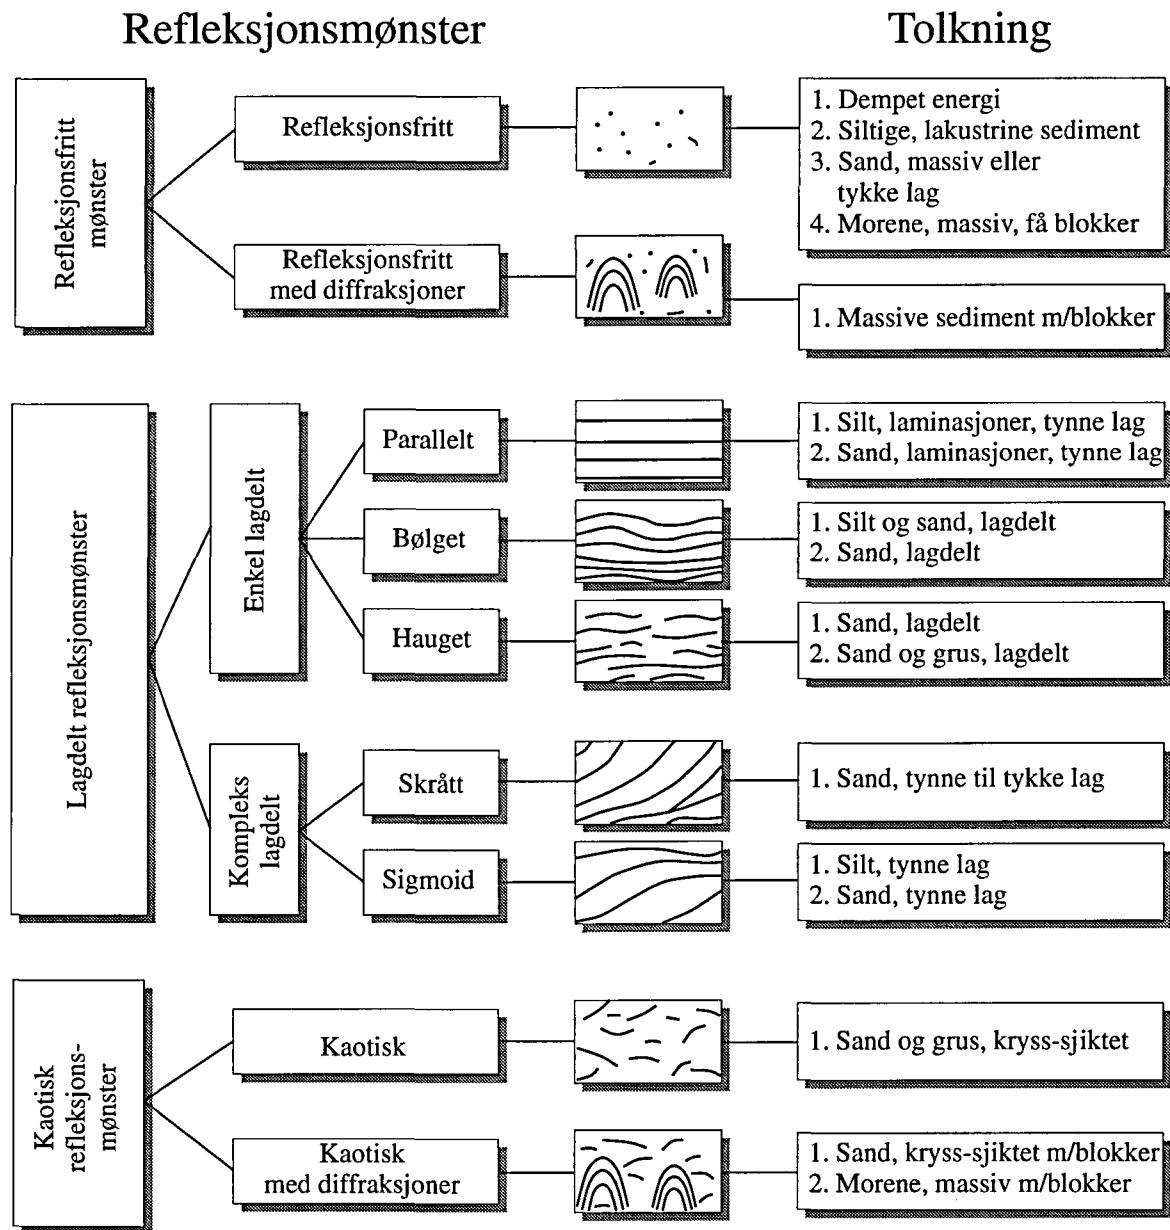 Refleksjonsmønster
Tolkning
Refleksjonsfritt
mønster
Refleksjonsfritt
1. Dempet energi
2. Siltige, lakustrine sediment
3. Sand, massiv eller
tykke lag
4. Morene, massiv, få blokker
Refleksjonsfritt
med diffraksjoner
1. Massive sediment m/blokker
Lagdelt refleksjonsmønster
Enkel lagdelt
Parallelt
1. Silt, laminasjoner, tynne lag
2. Sand, laminasjoner, tynne lag
Bølget
1. Silt og sand, lagdelt
2. Sand, lagdelt
Hauget
1. Sand, lagdelt
2. Sand og grus, lagdelt
Kompleks
lagdelt
Skrått
1. Sand, tynne til tykke lag
Sigmoid
1. Silt, tynne lag
2. Sand, tynne lag
Kaotisk
refleksjons-
mønster
Kaotisk
1. Sand og grus, kryss-sjiktet
Kaotisk
med diffraksjoner
1. Sand, kryss-sjiktet m/blokker
2. Morene, massiv m/blokker